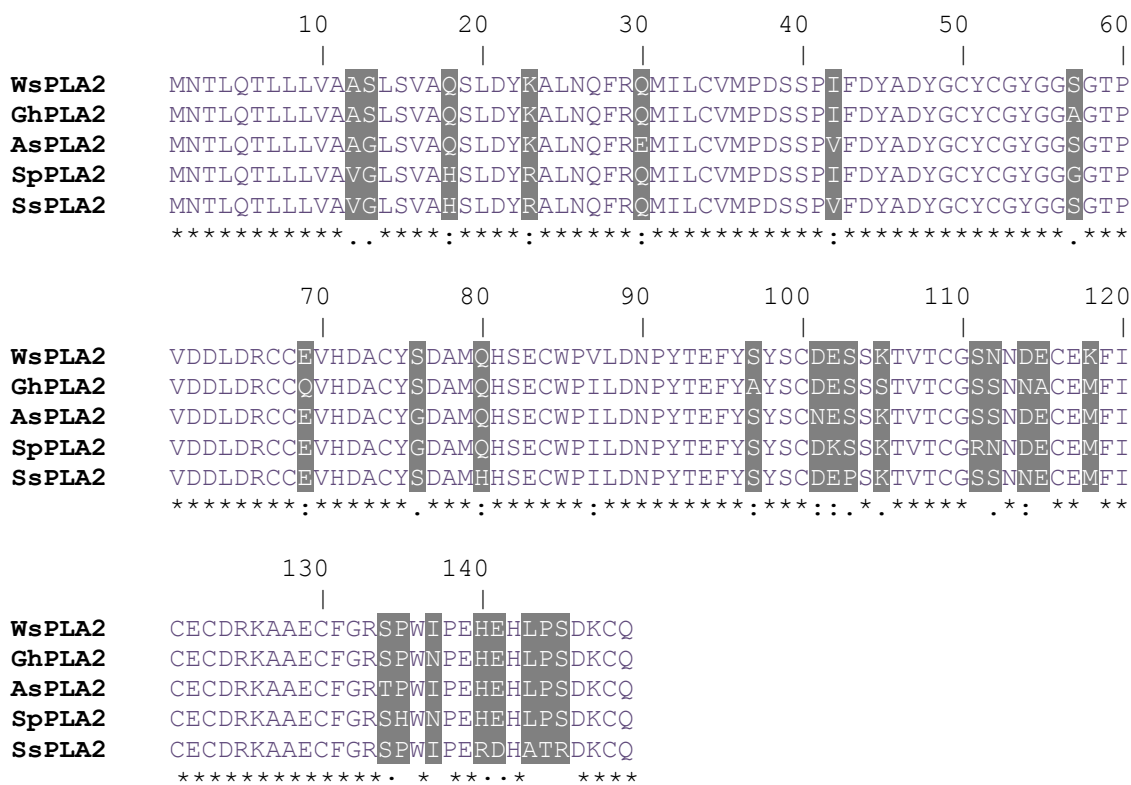 10 20 30 40 50 60
| | | | | |
WsPLA2 MNTLQTLLLVAASLSVAQSLDYKALNQFRQMILCVMPDSSPIFDYADYGCYCGYGGSGTP
GhPLA2 MNTLQTLLLVAASLSVAQSLDYKALNQFRQMILCVMPDSSPIFDYADYGCYCGYGGAGTP
AsPLA2 MNTLQTLLLVAAGLSVAQSLDYKALNQFREMILCVMPDSSPVFDYADYGCYCGYGGSGTP
SpPLA2 MNTLQTLLLVAVGLSVAHSLDYRALNQFRQMILCVMPDSSPIFDYADYGCYCGYGGGGTP
SsPLA2 MNTLQTLLLVAVGLSVAHSLDYRALNQFRQMILCVMPDSSPVFDYADYGCYCGYGGSGTP
***********..****:****:******:***********:**************.***
70 80 90 100 110 120
| | | | | |
WsPLA2 VDDLDRCCEVHDACYSDAMQHSECWPVLDNPYTEFYSYSCDESSKTVTCGSNNDECEKFI
GhPLA2 VDDLDRCCQVHDACYSDAMQHSECWPILDNPYTEFYAYSCDESSSTVTCGSSNNACEMFI
AsPLA2 VDDLDRCCEVHDACYGDAMQHSECWPILDNPYTEFYSYSCNESSKTVTCGSSNDECEMFI
SpPLA2 VDDLDRCCEVHDACYGDAMQHSECWPILDNPYTEFYSYSCDKSSKTVTCGRNNDECEMFI
SsPLA2 VDDLDRCCEVHDACYSDAMHHSECWPILDNPYTEFYSYSCDEPSKTVTCGSSNNECEMFI
********:******.***:******:*********:***::.*.***** .*: ** **
130 140
| |
WsPLA2 CECDRKAAECFGRSPWIPEHEHLPSDKCQ
GhPLA2 CECDRKAAECFGRSPWNPEHEHLPSDKCQ
AsPLA2 CECDRKAAECFGRTPWIPEHEHLPSDKCQ
SpPLA2 CECDRKAAECFGRSHWNPEHEHLPSDKCQ
SsPLA2 CECDRKAAECFGRSPWIPERDHATRDKCQ
*************. * **..* ****